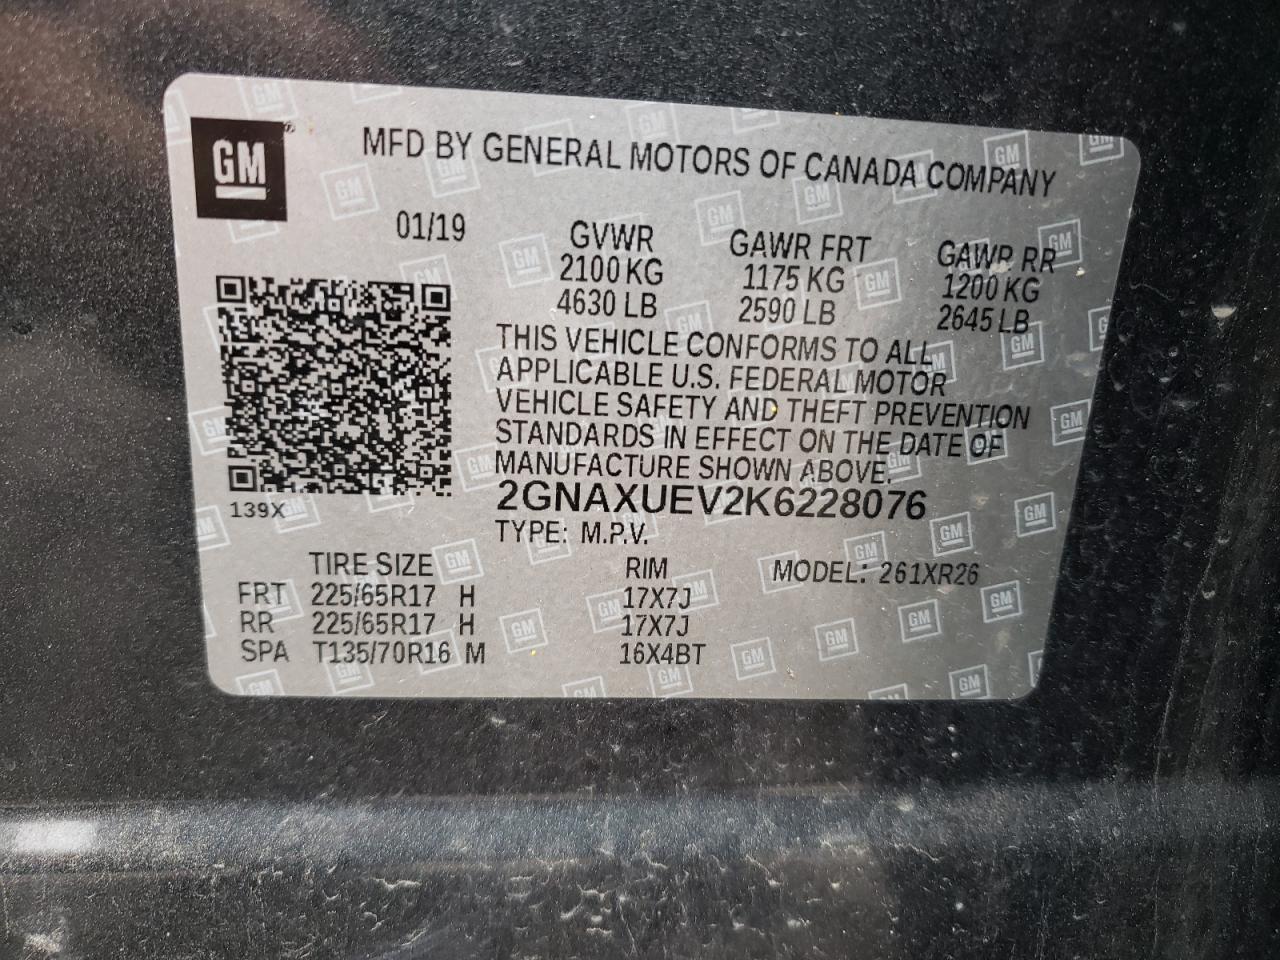 GM
MFD BY GENERAL MOTORS OF CANADA COMPANY
01/19
GVWR GAWR FRT GAWR RR
2100 KG 1175 KG 1200 KG
4630 LB 2590 LB 2645 LB
THIS VEHICLE CONFORMS TO ALL
APPLICABLE U.S. FEDERAL MOTOR
VEHICLE SAFETY AND THEFT PREVENTION
STANDARDS IN EFFECT ON THE DATE OF
MANUFACTURE SHOWN ABOVE.
2GNAXUEV2K6228076
139X
TYPE: M.P.V.
TIRE SIZE RIM MODEL: 261XR26
FRT 225/65R17 H 17X7J
RR 225/65R17 H 17X7J
SPA T135/70R16 M 16X4BT